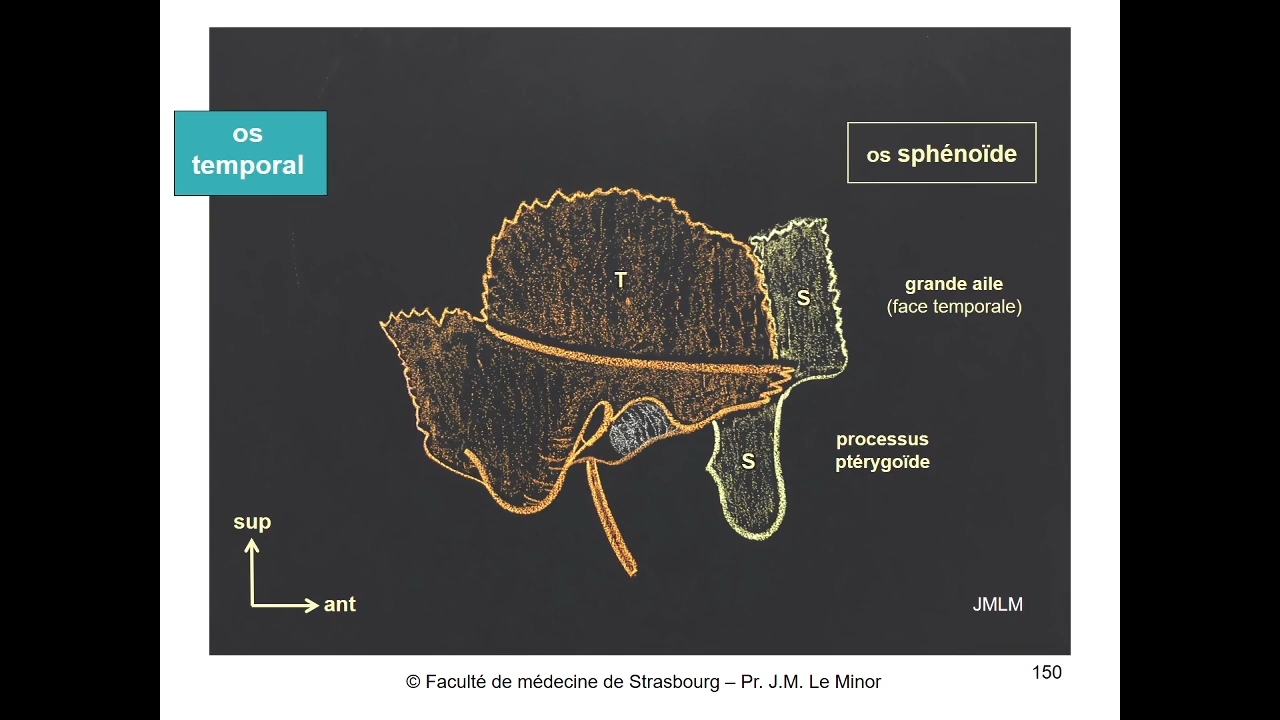 os
temporal
os sphénoïde
T
S
grande aile
(face temporale)
S
processus
ptérygoïde
sup
ant
JMLM
© Faculté de médecine de Strasbourg – Pr. J.M. Le Minor
150